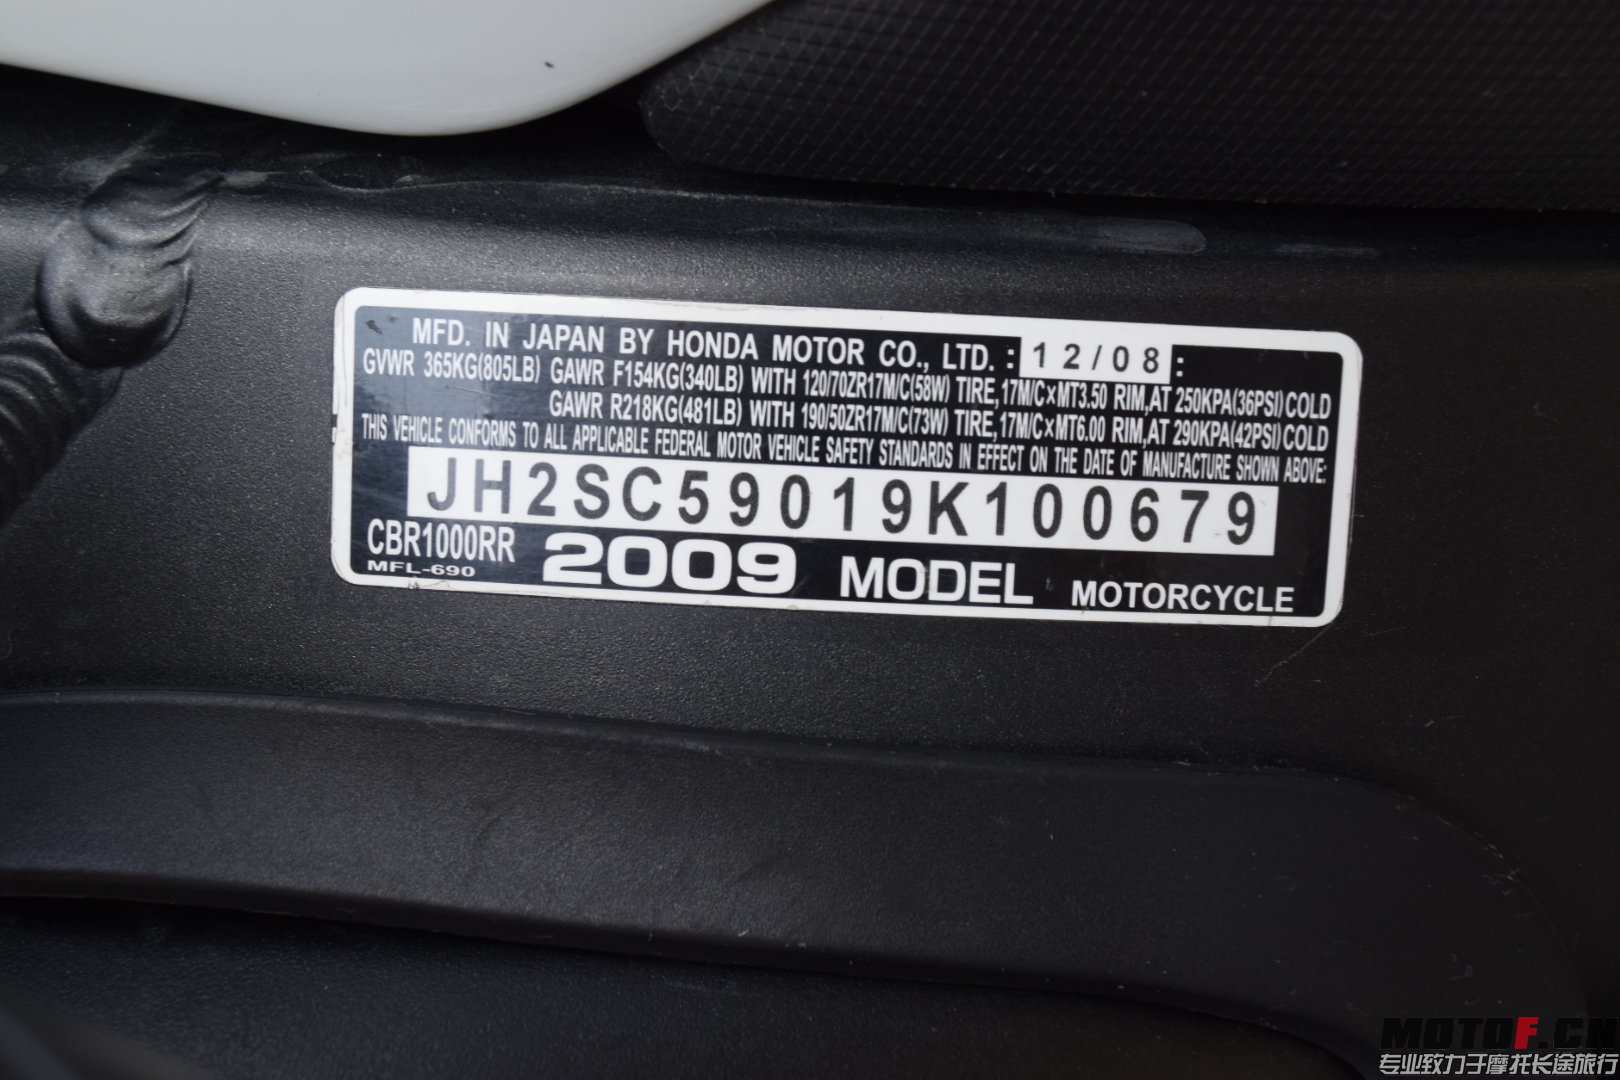 MFD. IN JAPAN BY HONDA MOTOR CO., LTD. : 12/08 :
GVWR 365KG(805LB) GAWR F154KG(340LB) WITH 120/70ZR17M/C(58W) TIRE,17M/C×MT3.50 RIM,AT 250KPA(36PSI)COLD
GAWR R218KG(481LB) WITH 190/50ZR17M/C(73W) TIRE,17M/C×MT6.00 RIM,AT 290KPA(42PSI)COLD
THIS VEHICLE CONFORMS TO ALL APPLICABLE FEDERAL MOTOR VEHICLE SAFETY STANDARDS IN EFFECT ON THE DATE OF MANUFACTURE SHOWN ABOVE:
JH2SC59019K100679
CBR1000RR 2009 MODEL MOTORCYCLE
MFL-690
MOTOF.CN
专业致力于摩托长途旅行